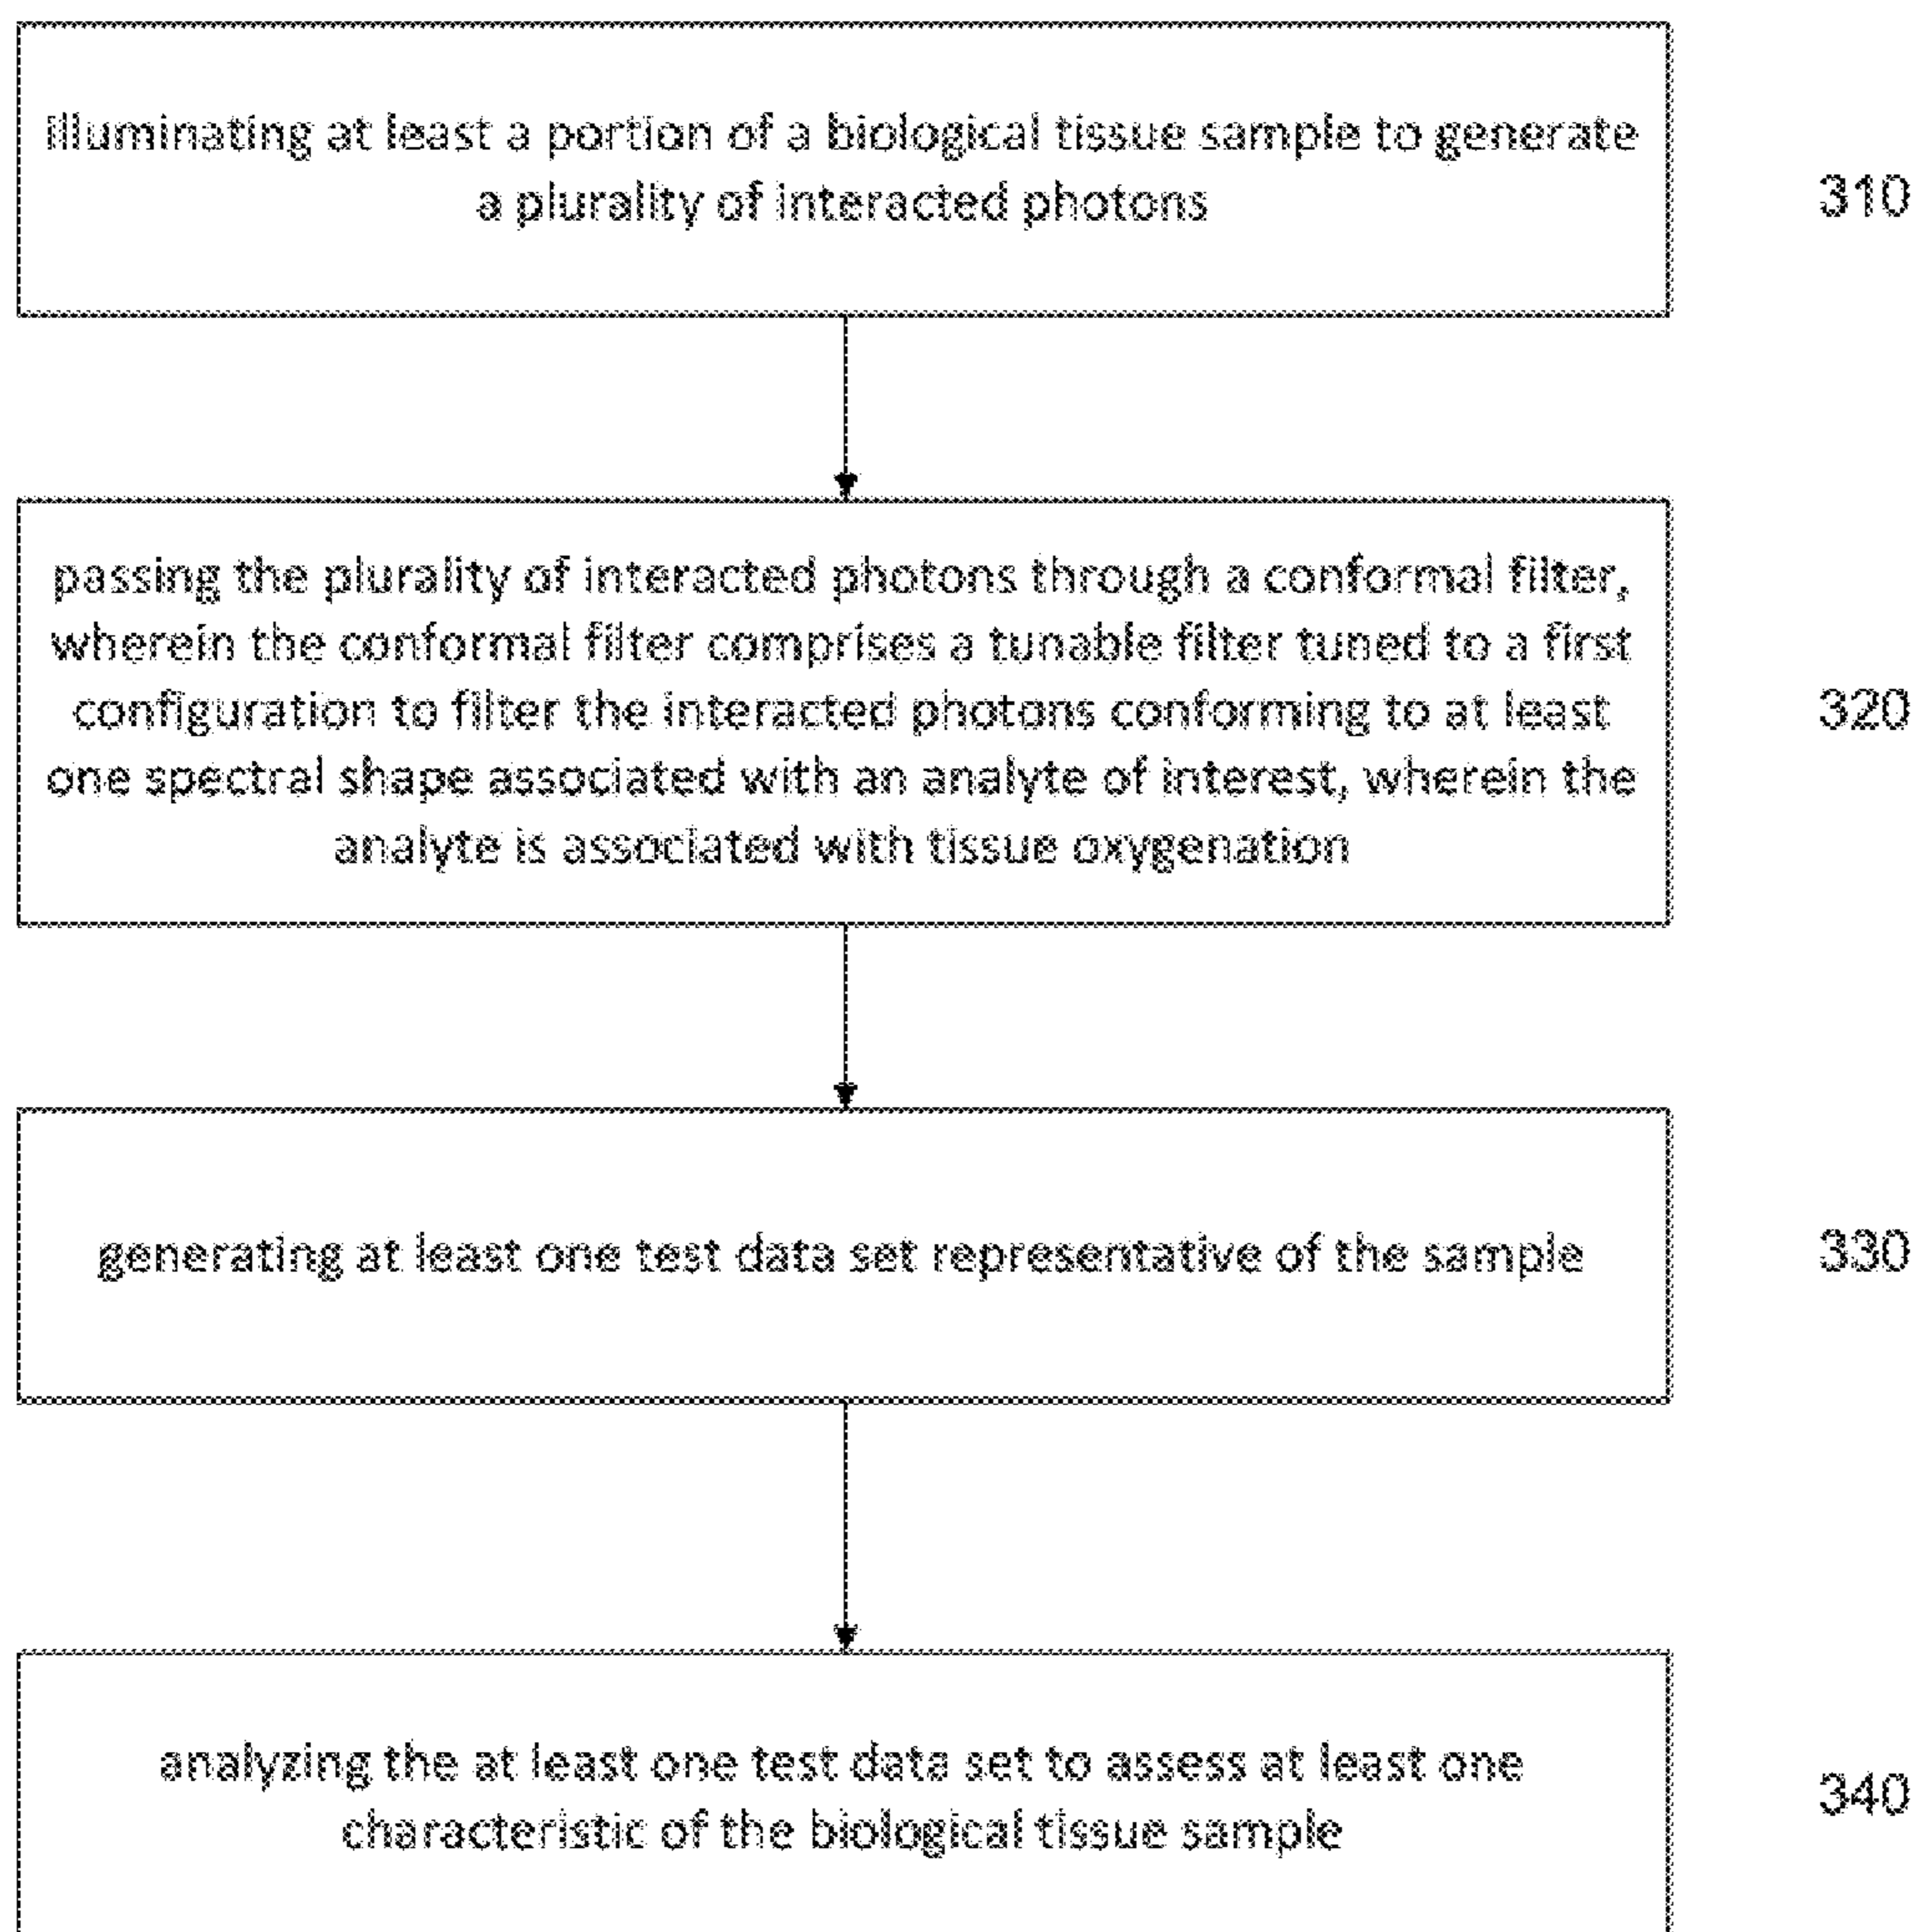 illuminating at least a portion of a biological tissue sample to generate
a plurality of interacted photons
310
passing the plurality of interacted photons through a conformal filter,
wherein the conformal filter comprises a tunable filter tuned to a first
configuration to filter the interacted photons conforming to at least
one spectral shape associated with an analyte of interest, wherein the
analyte is associated with tissue oxygenation
320
generating at least one test data set representative of the sample
330
analyzing the at least one test data set to assess at least one
characteristic of the biological tissue sample
340